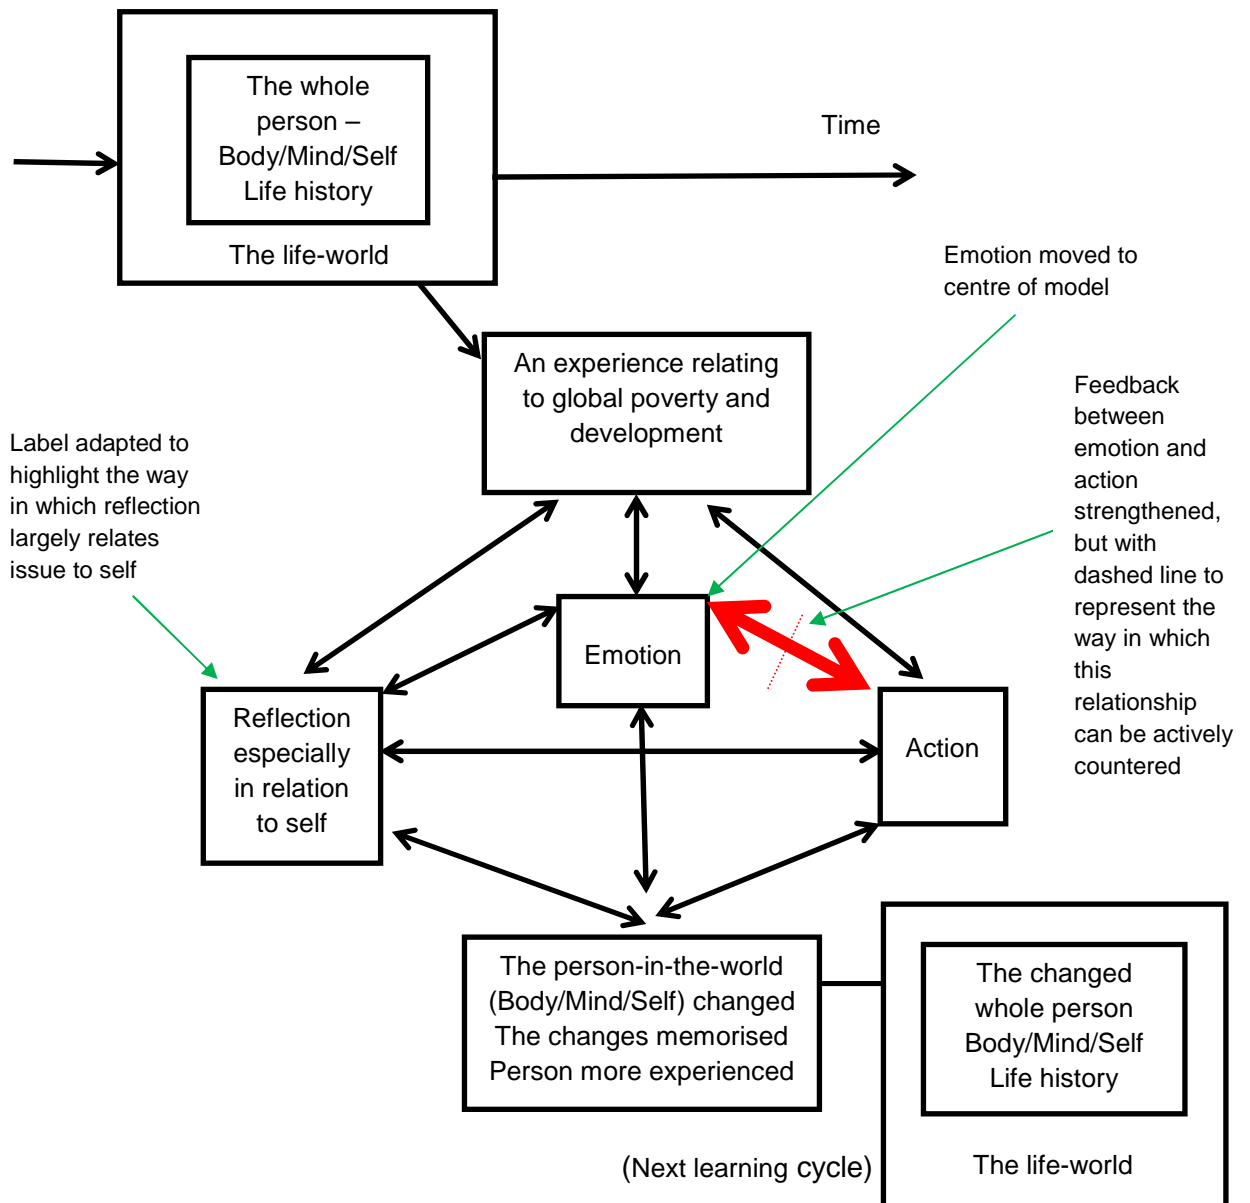 The whole
person –
Body/Mind/Self
Life history
The life-world
Time
Emotion moved to
centre of model
An experience relating
to global poverty and
development
Feedback
between
emotion and
action
strengthened,
but with
dashed line to
represent the
way in which
this
relationship
can be actively
countered
Label adapted to
highlight the way
in which reflection
largely relates
issue to self
Emotion
Reflection
especially
in relation
to self
Action
The person-in-the-world
(Body/Mind/Self) changed
The changes memorised
Person more experienced
The changed
whole person
Body/Mind/Self
Life history
The life-world
(Next learning cycle)